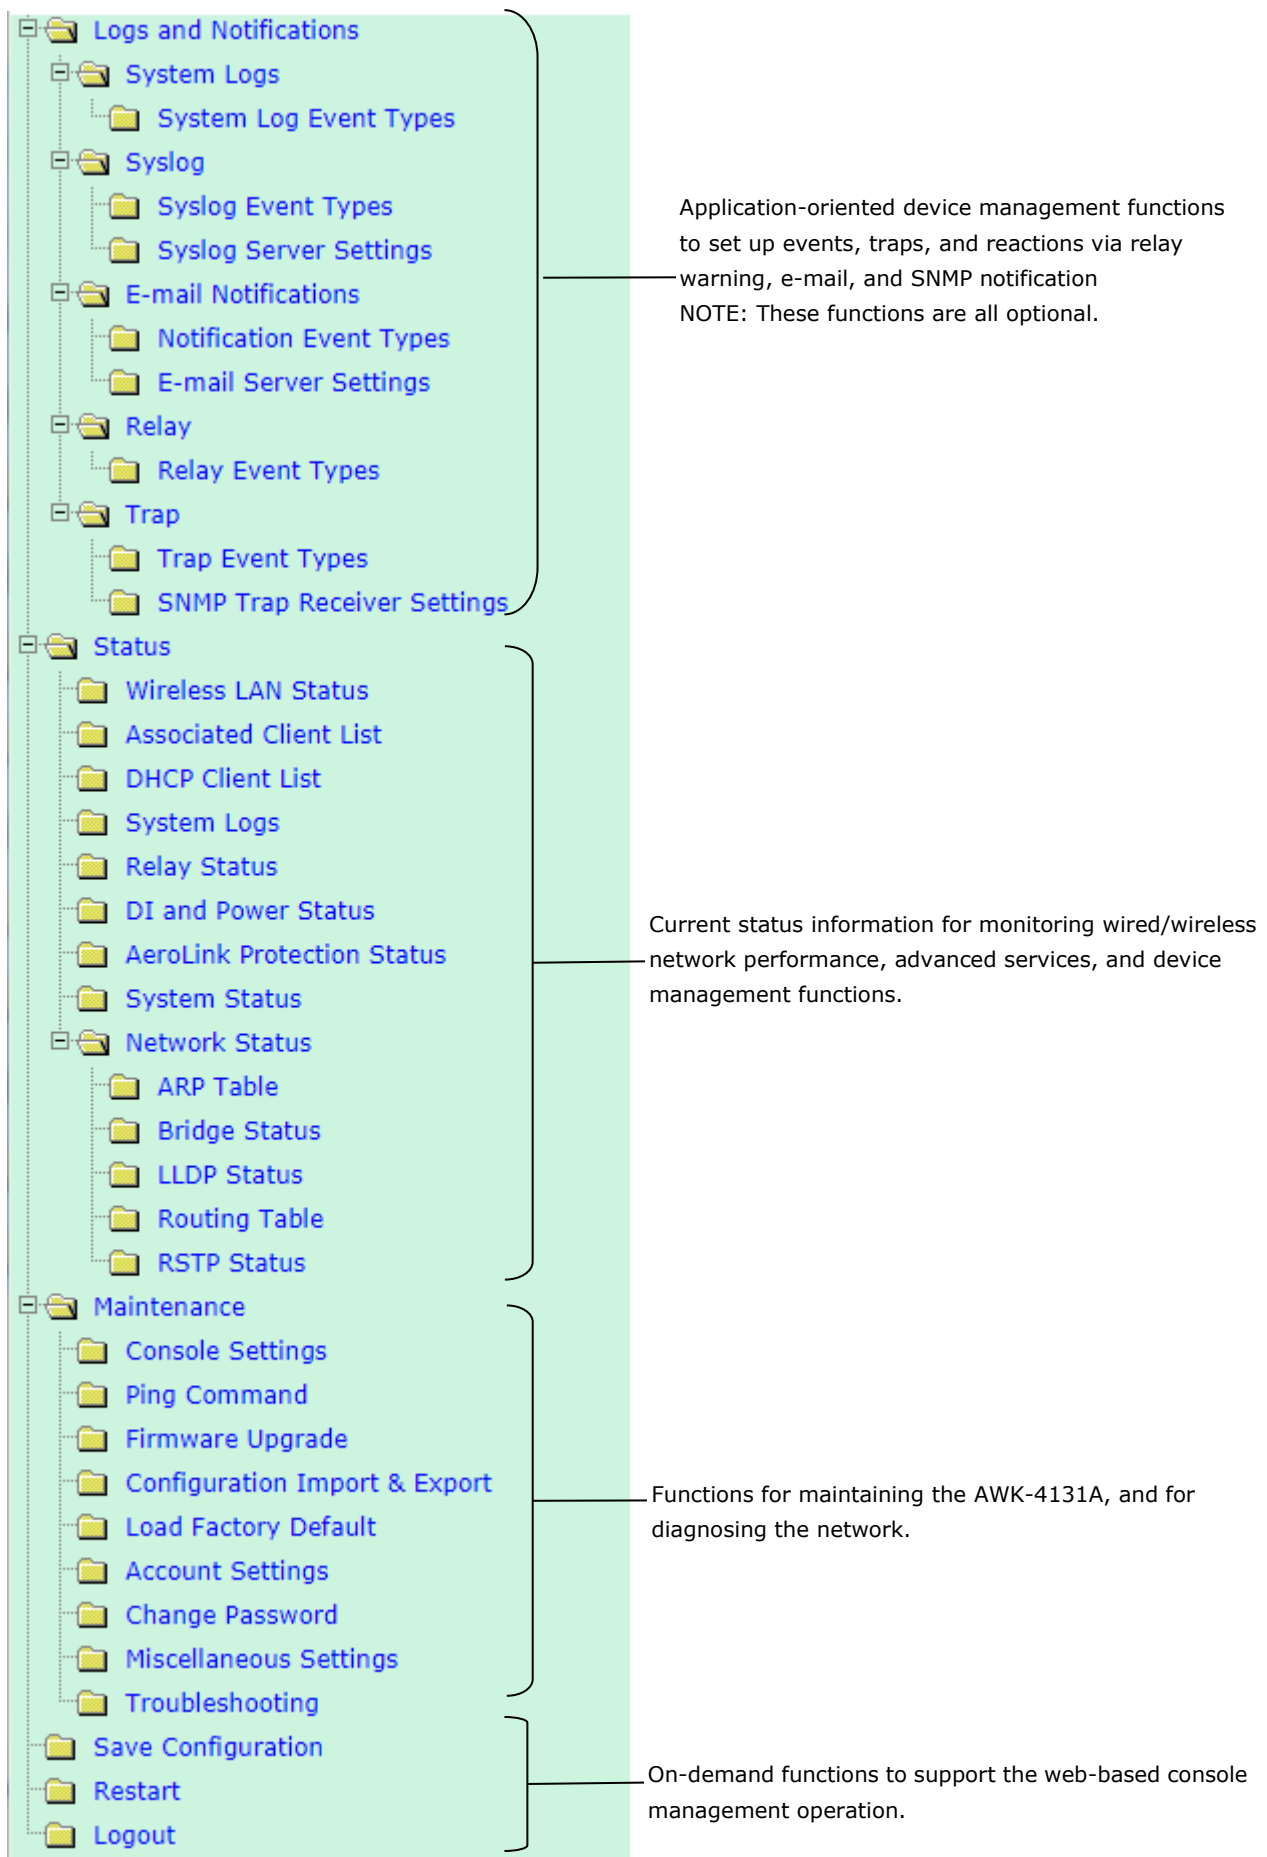 Logs and Notifications
System Logs
System Log Event Types
Syslog
Syslog Event Types
Syslog Server Settings
E-mail Notifications
Notification Event Types
E-mail Server Settings
Relay
Relay Event Types
Trap
Trap Event Types
SNMP Trap Receiver Settings
Application-oriented device management functions
to set up events, traps, and reactions via relay
warning, e-mail, and SNMP notification
NOTE: These functions are all optional.
Status
Wireless LAN Status
Associated Client List
DHCP Client List
System Logs
Relay Status
DI and Power Status
AeroLink Protection Status
System Status
Network Status
ARP Table
Bridge Status
LLDP Status
Routing Table
RSTP Status
Current status information for monitoring wired/wireless
network performance, advanced services, and device
management functions.
Maintenance
Console Settings
Ping Command
Firmware Upgrade
Configuration Import & Export
Load Factory Default
Account Settings
Change Password
Miscellaneous Settings
Troubleshooting
Functions for maintaining the AWK-4131A, and for
diagnosing the network.
Save Configuration
Restart
Logout
On-demand functions to support the web-based console
management operation.